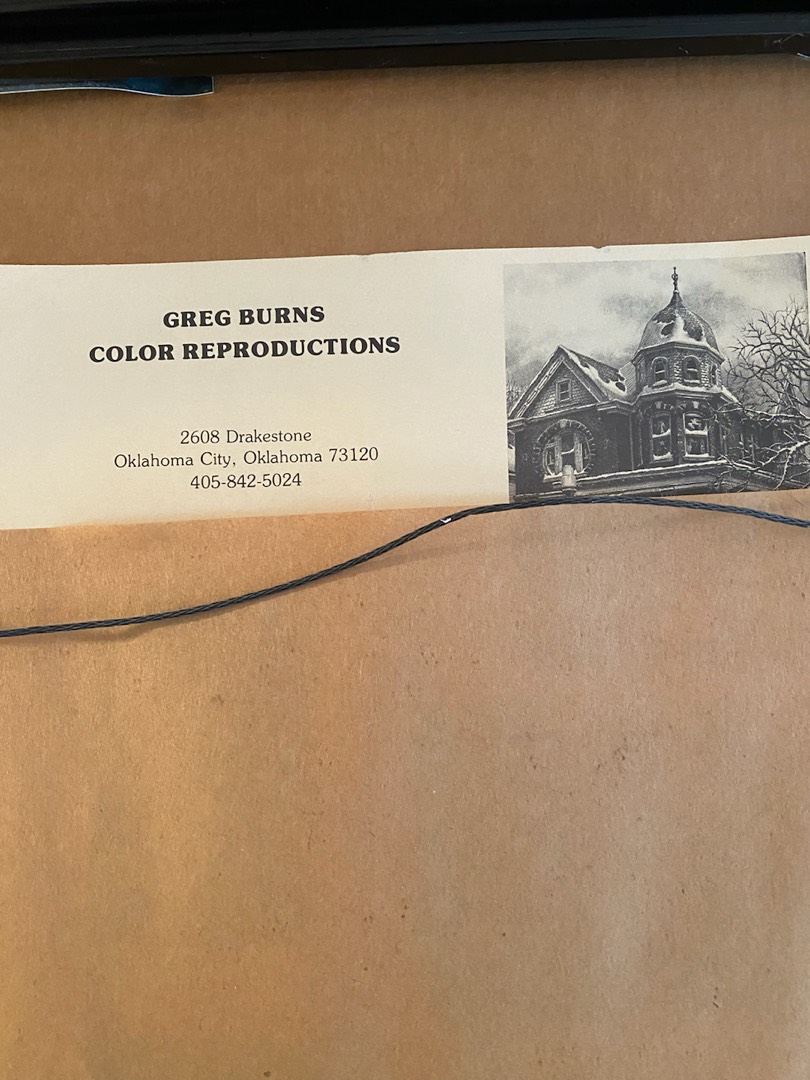 GREG BURNS
COLOR REPRODUCTIONS
2608 Drakestone
Oklahoma City, Oklahoma 73120
405-842-5024